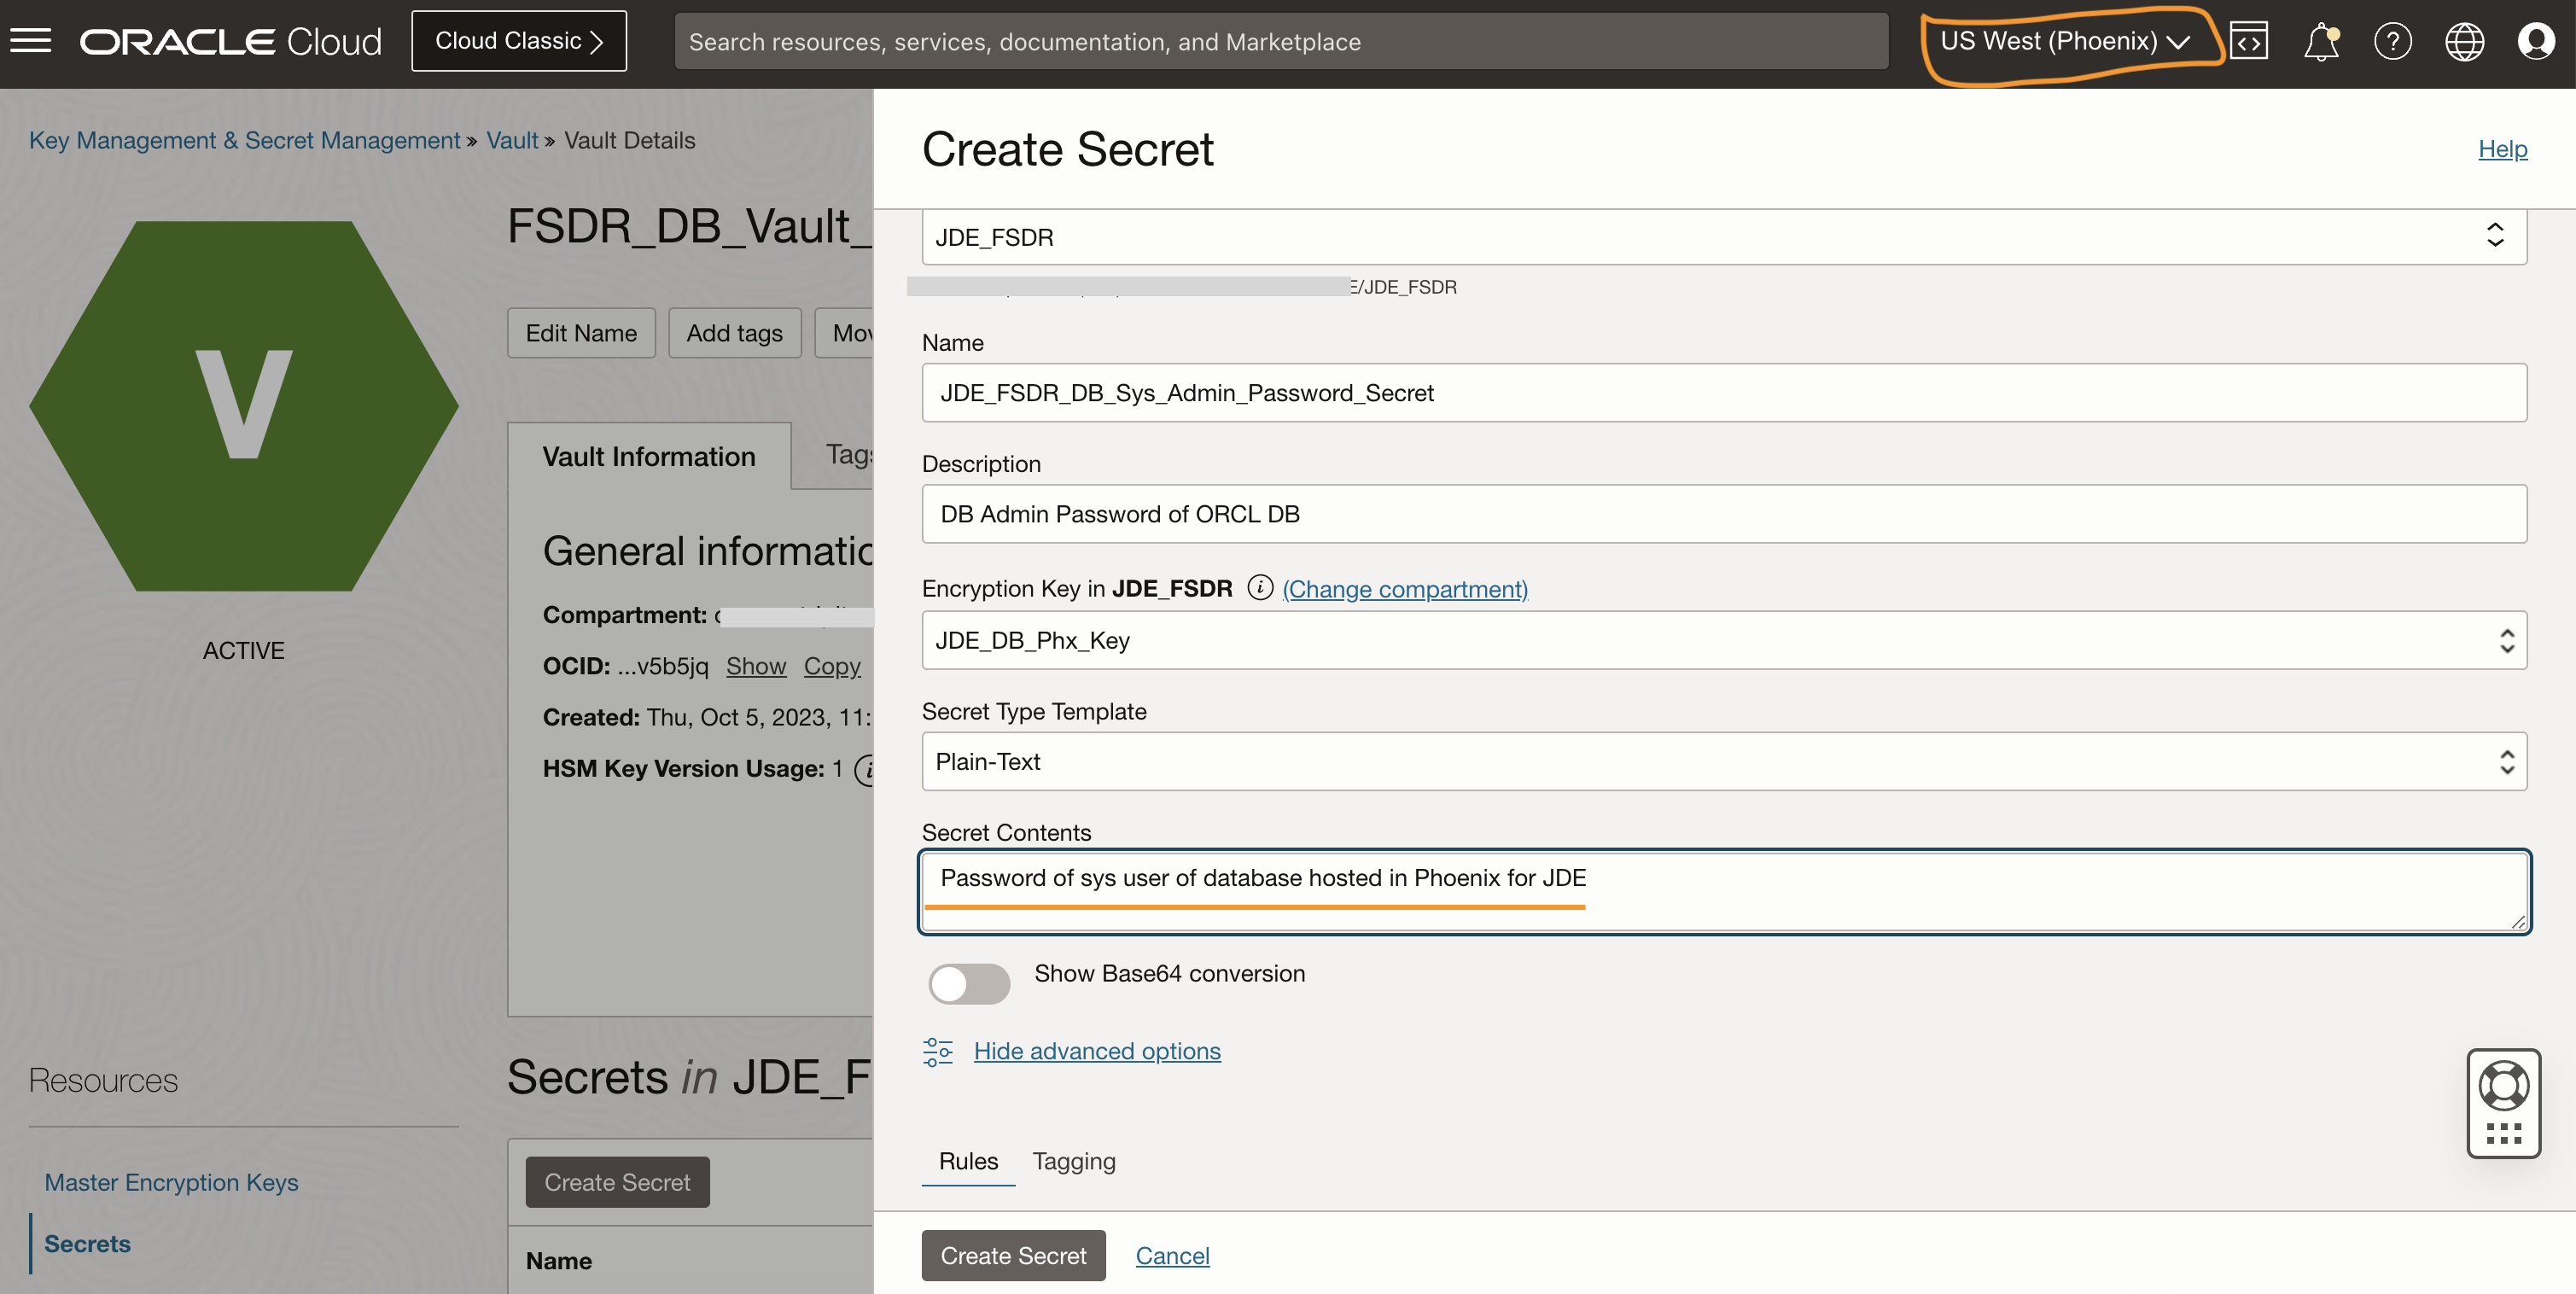 ORACLE Cloud
Cloud Classic
Search resources, services, documentation, and Marketplace
US West (Phoenix)
Key Management & Secret Management » Vault » Vault Details
V
ACTIVE
FSDR_DB_Vault_
Edit Name
Add tags
Mov
Vault Information
Tags
General informatio
Compartment:
OCID: ...v5b5jq Show Copy
Created: Thu, Oct 5, 2023, 11:
HSM Key Version Usage: 1
Resources
Master Encryption Keys
Secrets
Secrets in JDE_F
Create Secret
Name
Create Secret
Help
JDE_FSDR
E/JDE_FSDR
Name
JDE_FSDR_DB_Sys_Admin_Password_Secret
Description
DB Admin Password of ORCL DB
Encryption Key in JDE_FSDR (Change compartment)
JDE_DB_Phx_Key
Secret Type Template
Plain-Text
Secret Contents
Password of sys user of database hosted in Phoenix for JDE
Show Base64 conversion
Hide advanced options
Rules
Tagging
Create Secret
Cancel